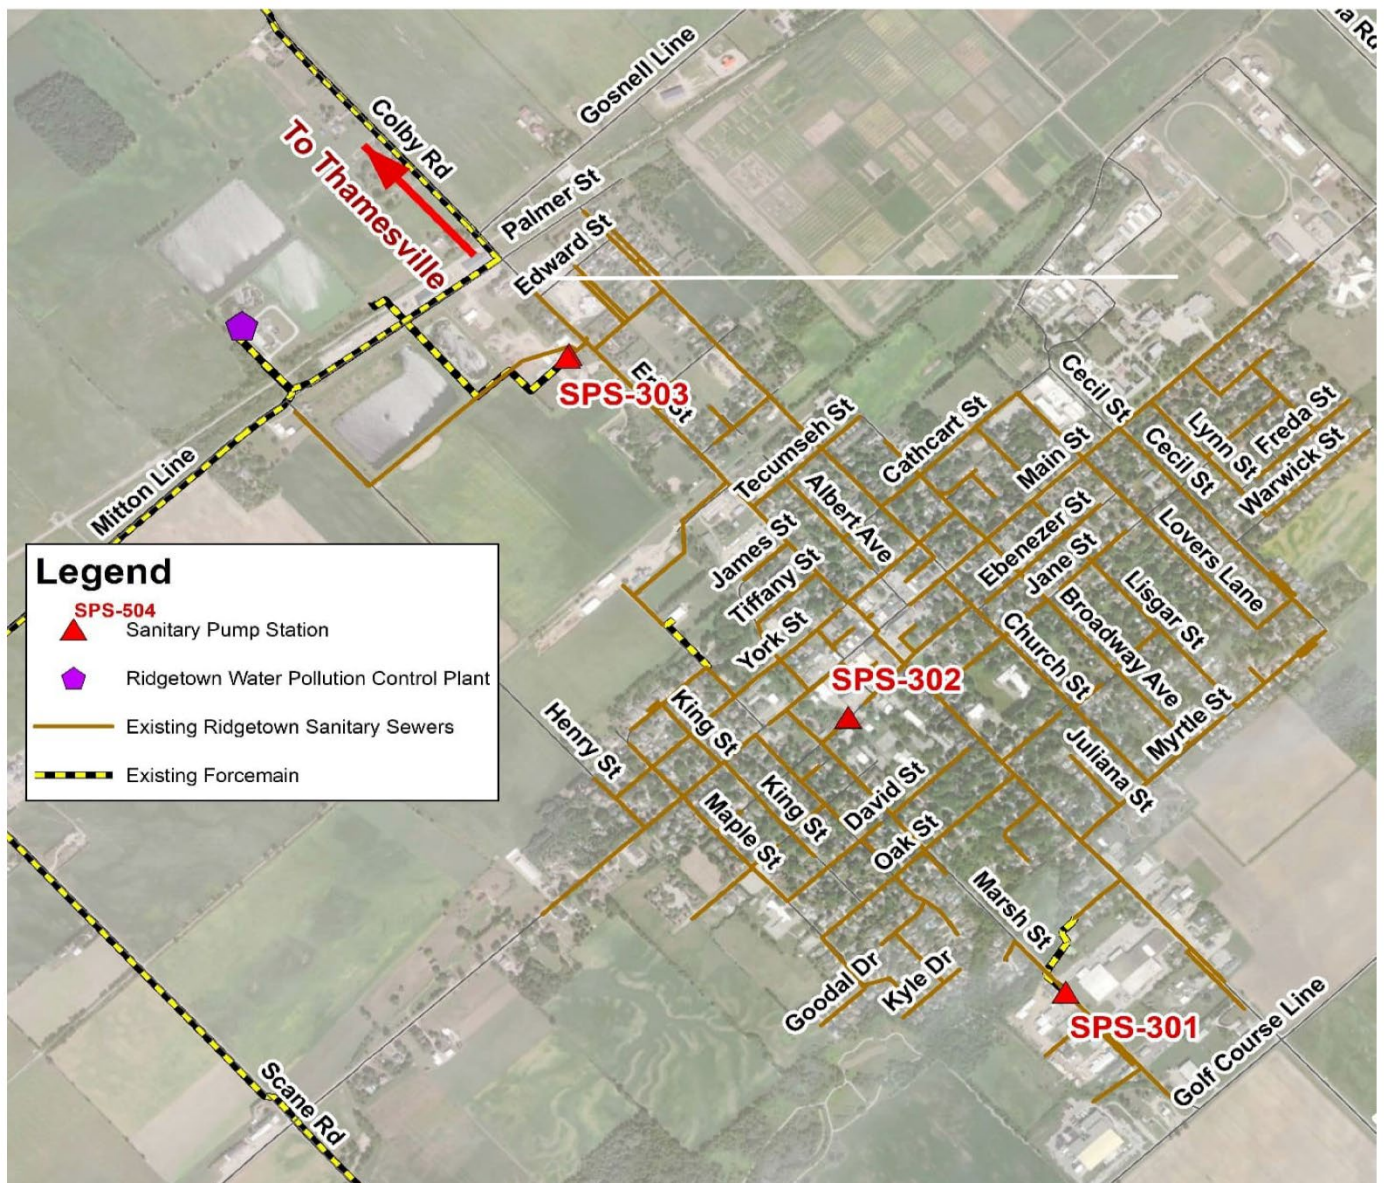 Gosnell Line
Colby Rd
To Thamesville
Palmer St
Edward St
SPS-303
Mitton Line
Tecumseh St
Cathcart St
Cecil St
Main St
Cecil St
Lynn St
Freda St
Warwick St
Albert Ave
James St
Tiffany St
York St
Ebenezer St
Jane St
Lovers Lane
Lisgar St
Broadway Ave
Church St
Myrtle St
SPS-302
Henry St
King St
King St
Maple St
David St
Oak St
Juliana St
Marsh St
Goodal Dr
Kyle Dr
SPS-301
Golf Course Line
Scane Rd
Legend
SPS-504
Sanitary Pump Station
Ridgetown Water Pollution Control Plant
Existing Ridgetown Sanitary Sewers
Existing Forcemain